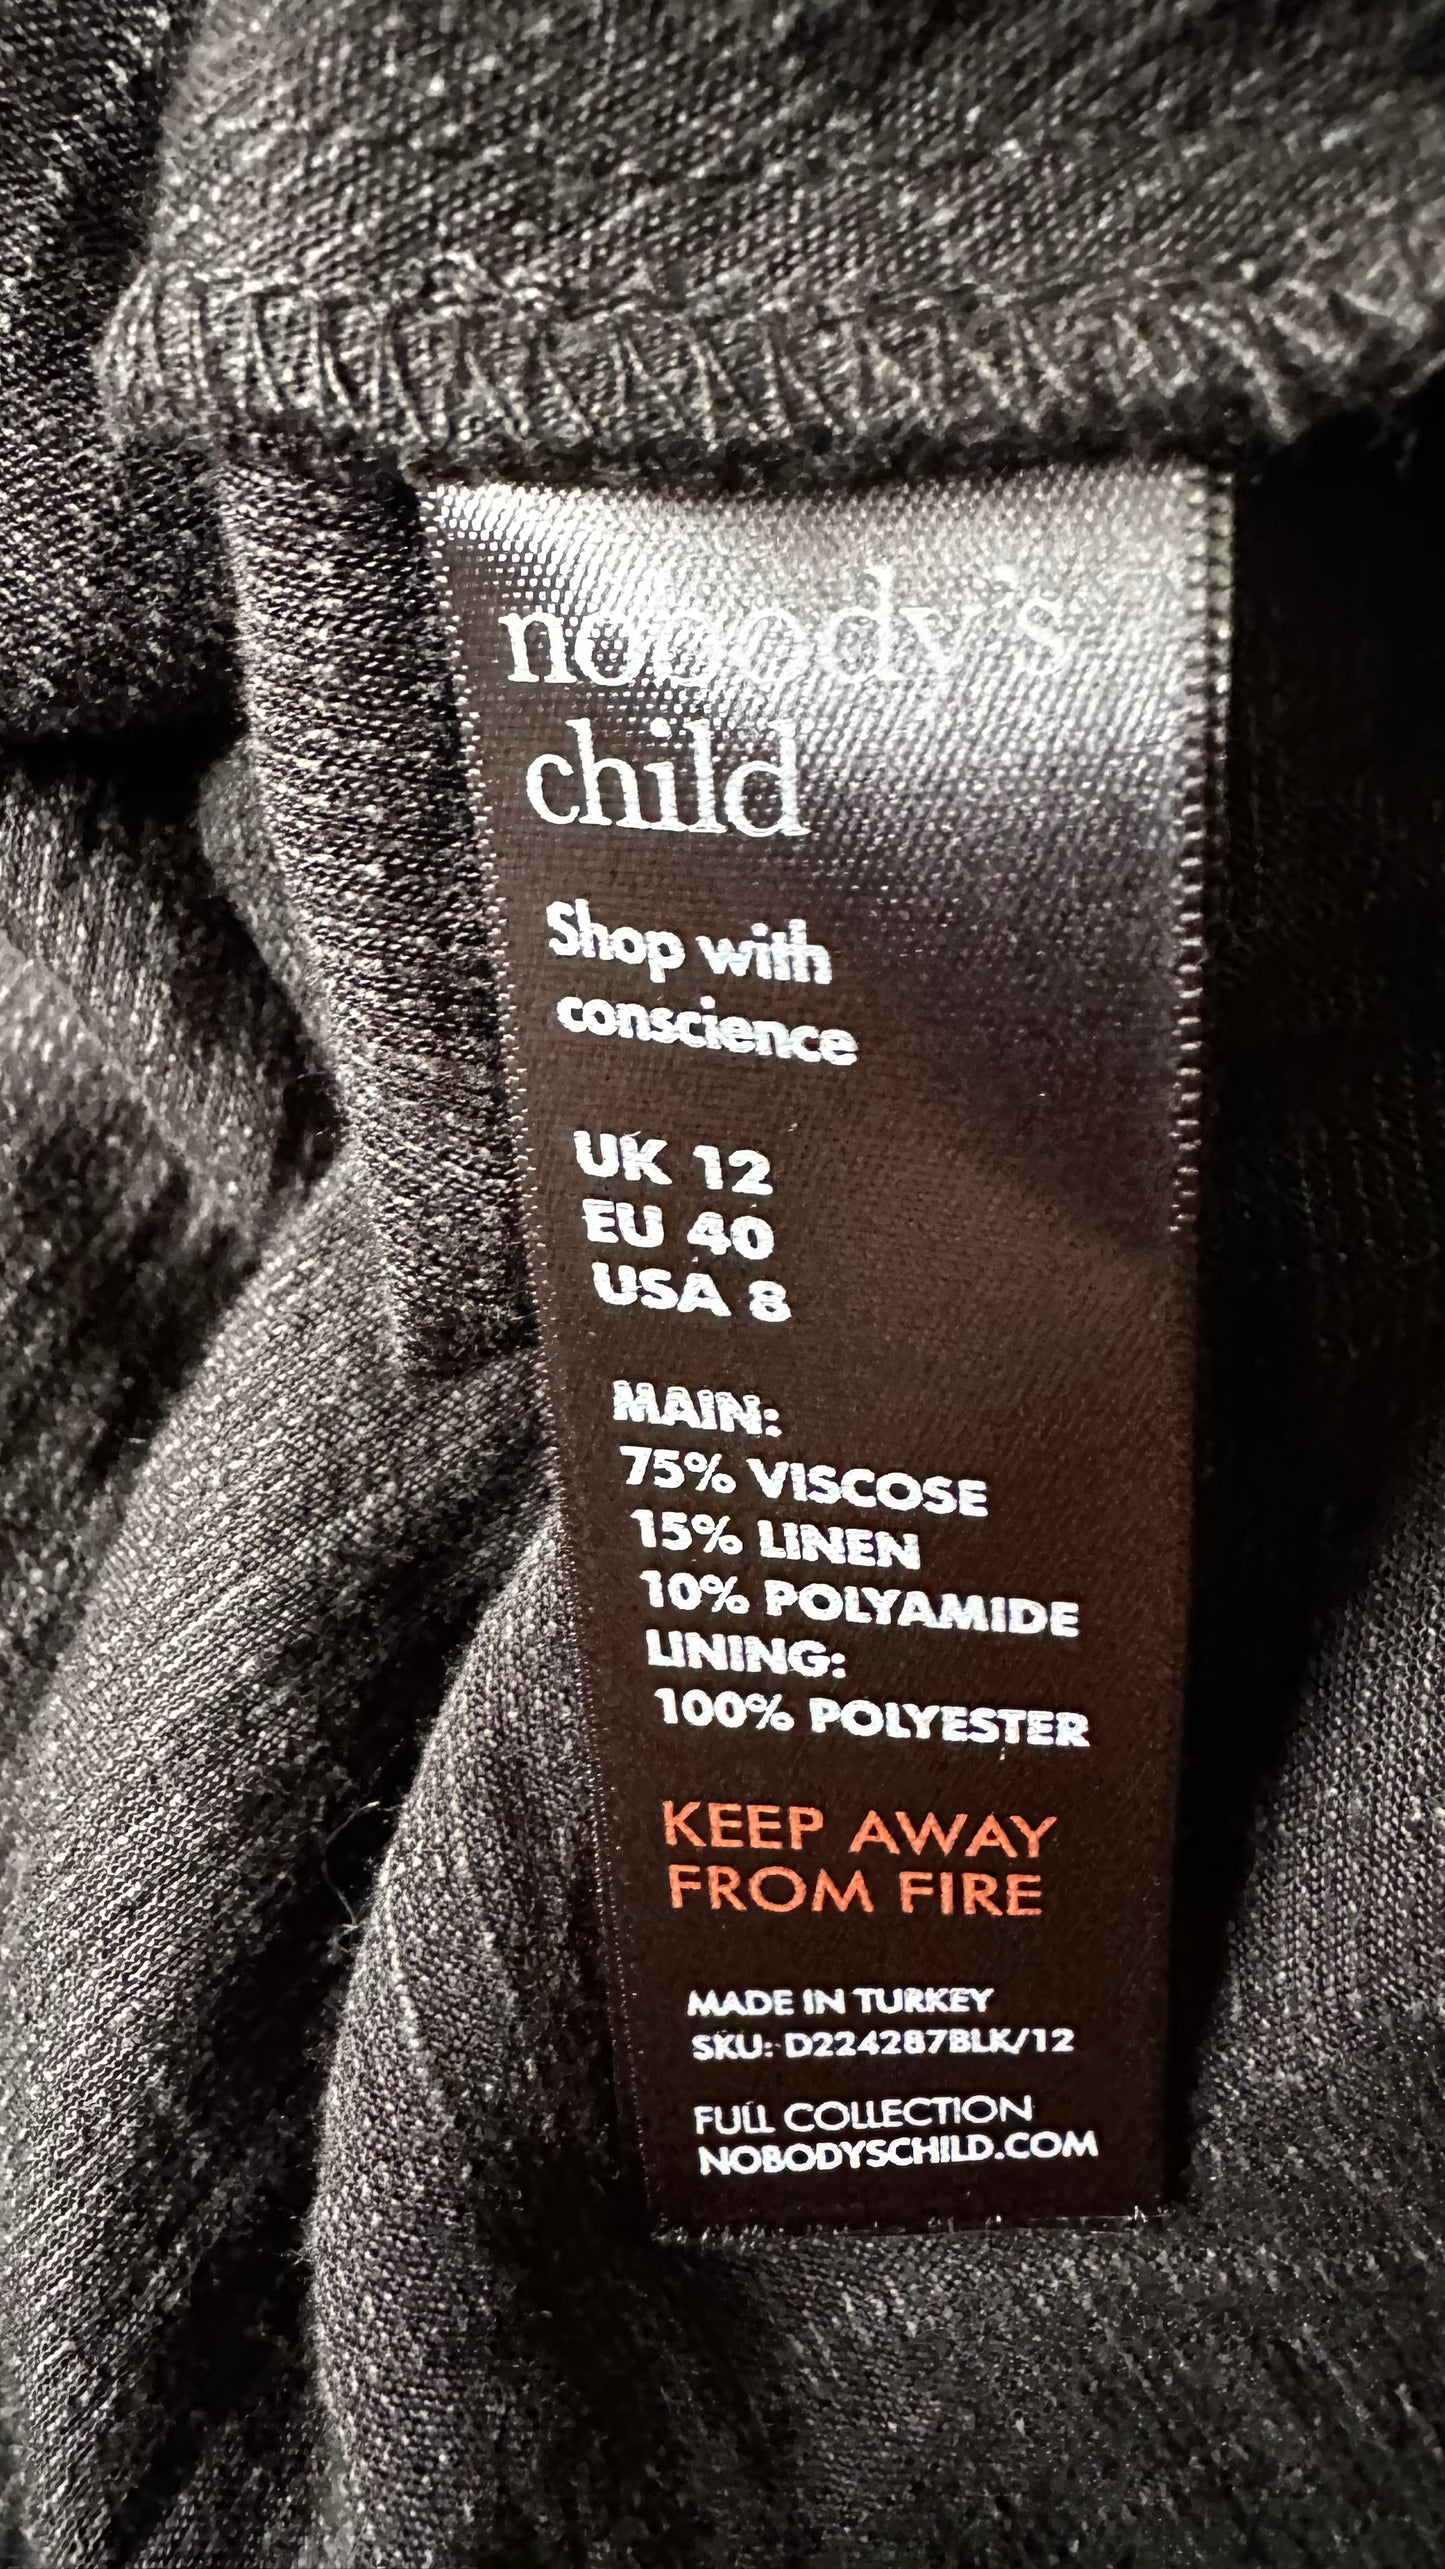 nobody's
child
Shop with
conscience
UK 12
EU 40
USA 8
MAIN:
75% VISCOSE
15% LINEN
10% POLYAMIDE
LINING:
100% POLYESTER
KEEP AWAY
FROM FIRE
MADE IN TURKEY
SKU: D224287BLK/12
FULL COLLECTION
NOBODYSCHILD.COM